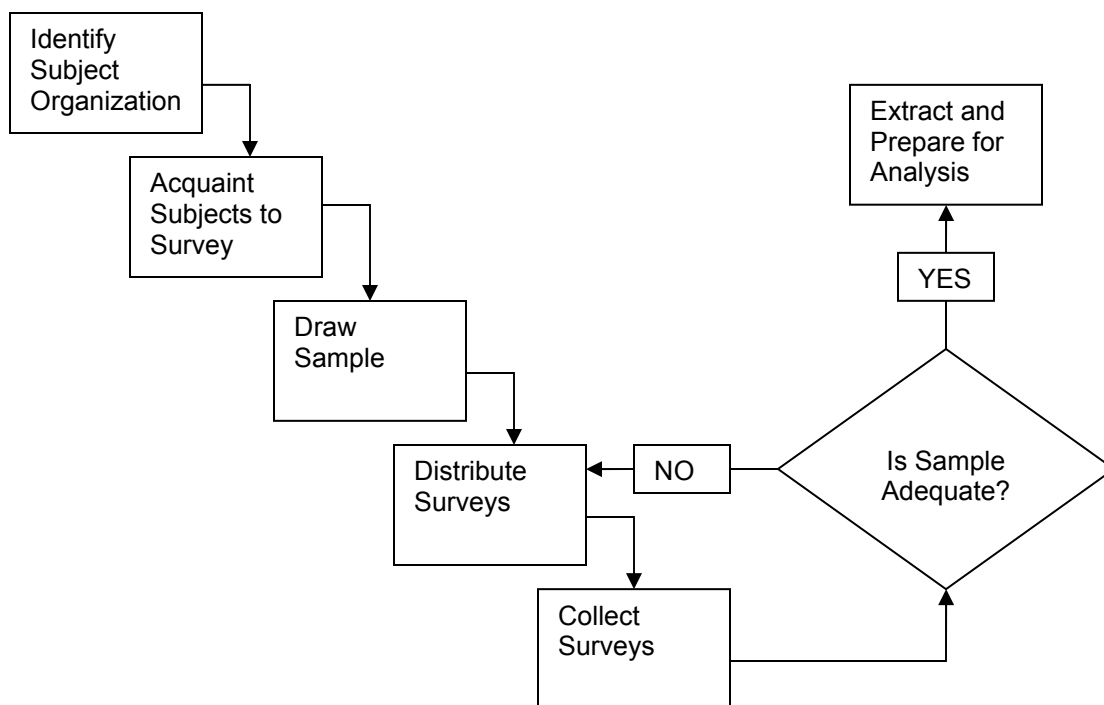 Identify
Subject
Organization
Acquaint
Subjects to
Survey
Draw
Sample
Distribute
Surveys
Collect
Surveys
Is Sample
Adequate?
NO
YES
Extract and
Prepare for
Analysis